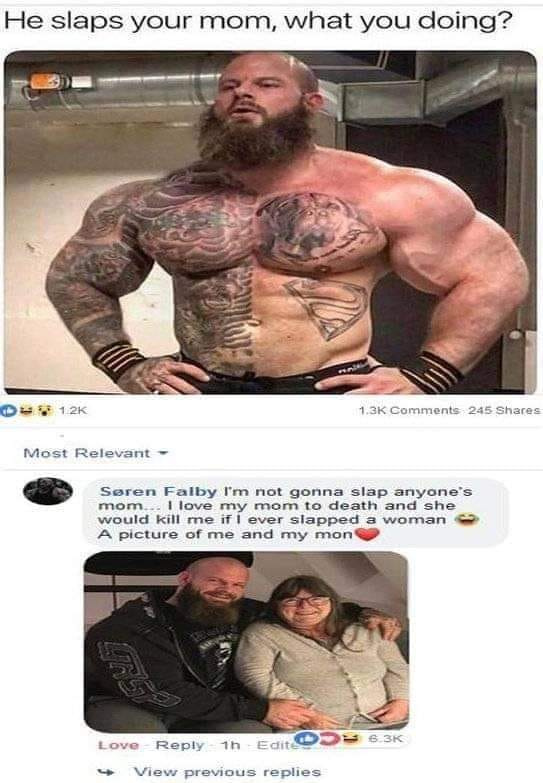 He slaps your mom, what you doing?
1.2K
1.3K Comments 245 Shares
Most Relevant
Søren Falby I'm not gonna slap anyone's
mom... I love my mom to death and she
would kill me if I ever slapped a woman
A picture of me and my mon
Love Reply 1h Edite
6.3K
View previous replies